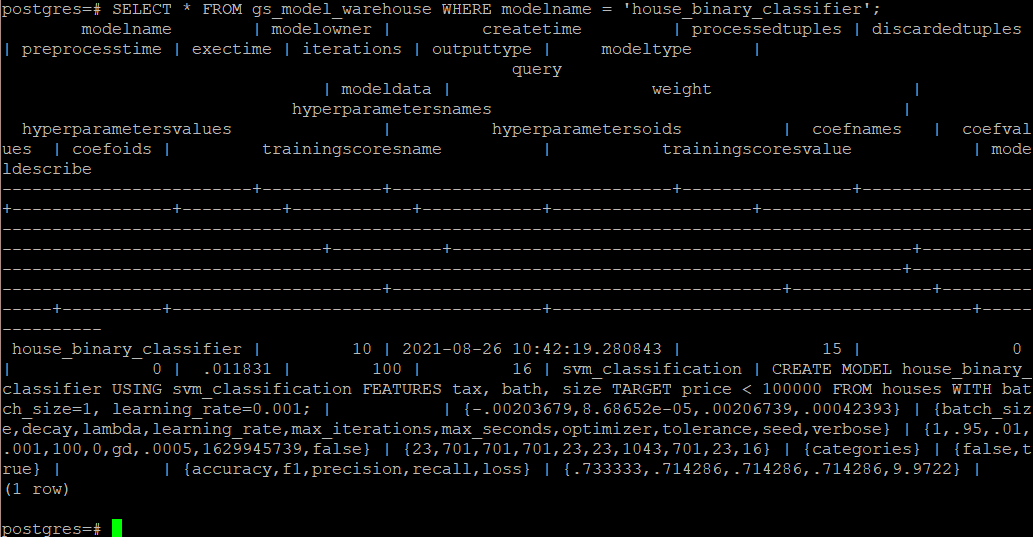 postgres=# SELECT * FROM gs_model_warehouse WHERE modelname = 'house_binary_classifier';
        modelname        | modelowner |         createtime         | processedtuples | discardedtuples
| preprocesstime | exectime | iterations | outputtype |     modeltype      |
                                                   query
                                | modeldata |                    weight                    |
                             hyperparametersnames                                         |
  hyperparametersvalues               |          hyperparametersoids          |  coefnames   |  coefval
ues  | coefoids |         trainingscoresname          |           trainingscoresvalue            | mode
ldescribe
-------------------------+------------+----------------------------+-----------------+-----------------
+----------------+----------+------------+------------+--------------------+---------------------------
-------------------------------------------------------------------------------------------------------
--------------------------------+-----------+----------------------------------------------+-----------
------------------------------------------------------------------------------------------+------------
--------------------------------------+---------------------------------------+--------------+---------
-----+----------+-------------------------------------+------------------------------------------+-----
----------
 house_binary_classifier |         10 | 2021-08-26 10:42:19.280843 |              15 |               0
|              0 |  .011831 |        100 |         16 | svm_classification | CREATE MODEL house_binary_
classifier USING svm_classification FEATURES tax, bath, size TARGET price < 100000 FROM houses WITH bat
ch_size=1, learning_rate=0.001; |           | {-.00203679,8.68652e-05,.00206739,.00042393} | {batch_siz
e,decay,lambda,learning_rate,max_iterations,max_seconds,optimizer,tolerance,seed,verbose} | {1,.95,.01,
.001,100,0,gd,.0005,1629945739,false} | {23,701,701,701,23,23,1043,701,23,16} | {categories} | {false,t
rue} |          | {accuracy,f1,precision,recall,loss} | {.733333,.714286,.714286,.714286,9.9722} |
(1 row)
postgres=#